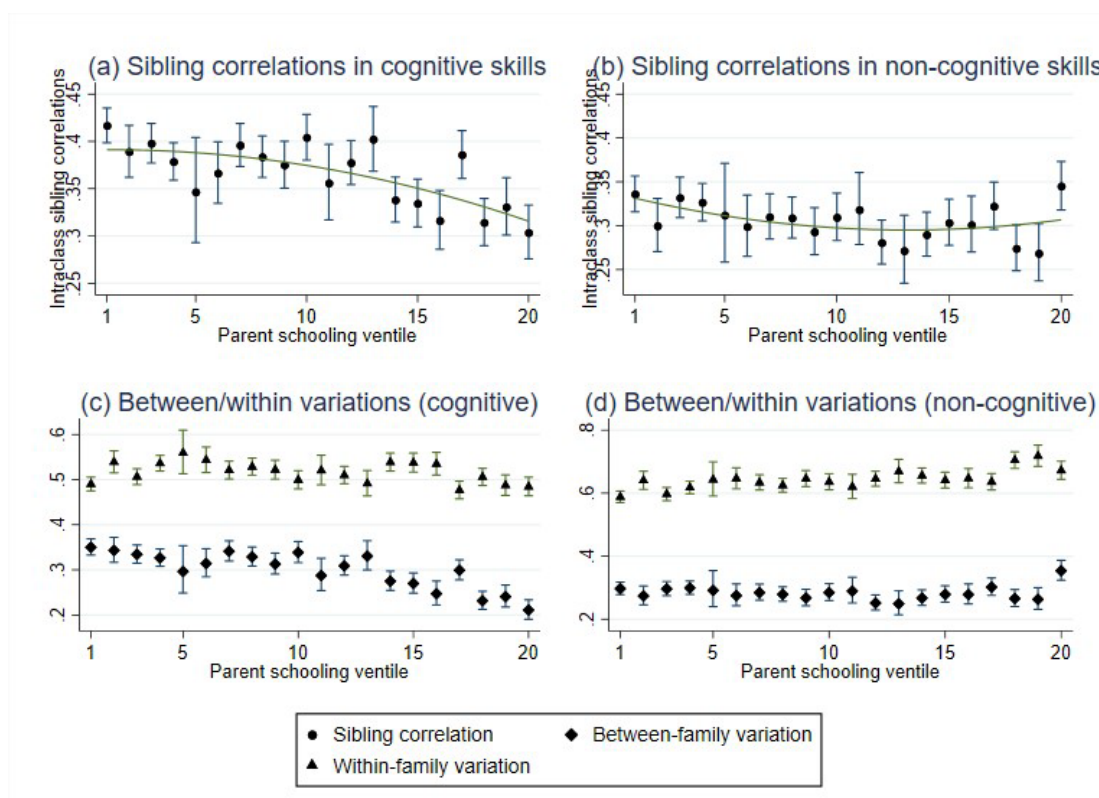 (a) Sibling correlations in cognitive skills
Intraclass sibling correlations
.45
.4
.35
.3
.25
1 5 10 15 20
Parent schooling ventile
(b) Sibling correlations in non-cognitive skills
Intraclass sibling correlations
.45
.4
.35
.3
.25
1 5 10 15 20
Parent schooling ventile
(c) Between/within variations (cognitive)
.6
.5
.4
.3
.2
1 5 10 15 20
Parent schooling ventile
(d) Between/within variations (non-cognitive)
.8
.6
.4
.2
1 5 10 15 20
Parent schooling ventile
Sibling correlation
Between-family variation
Within-family variation